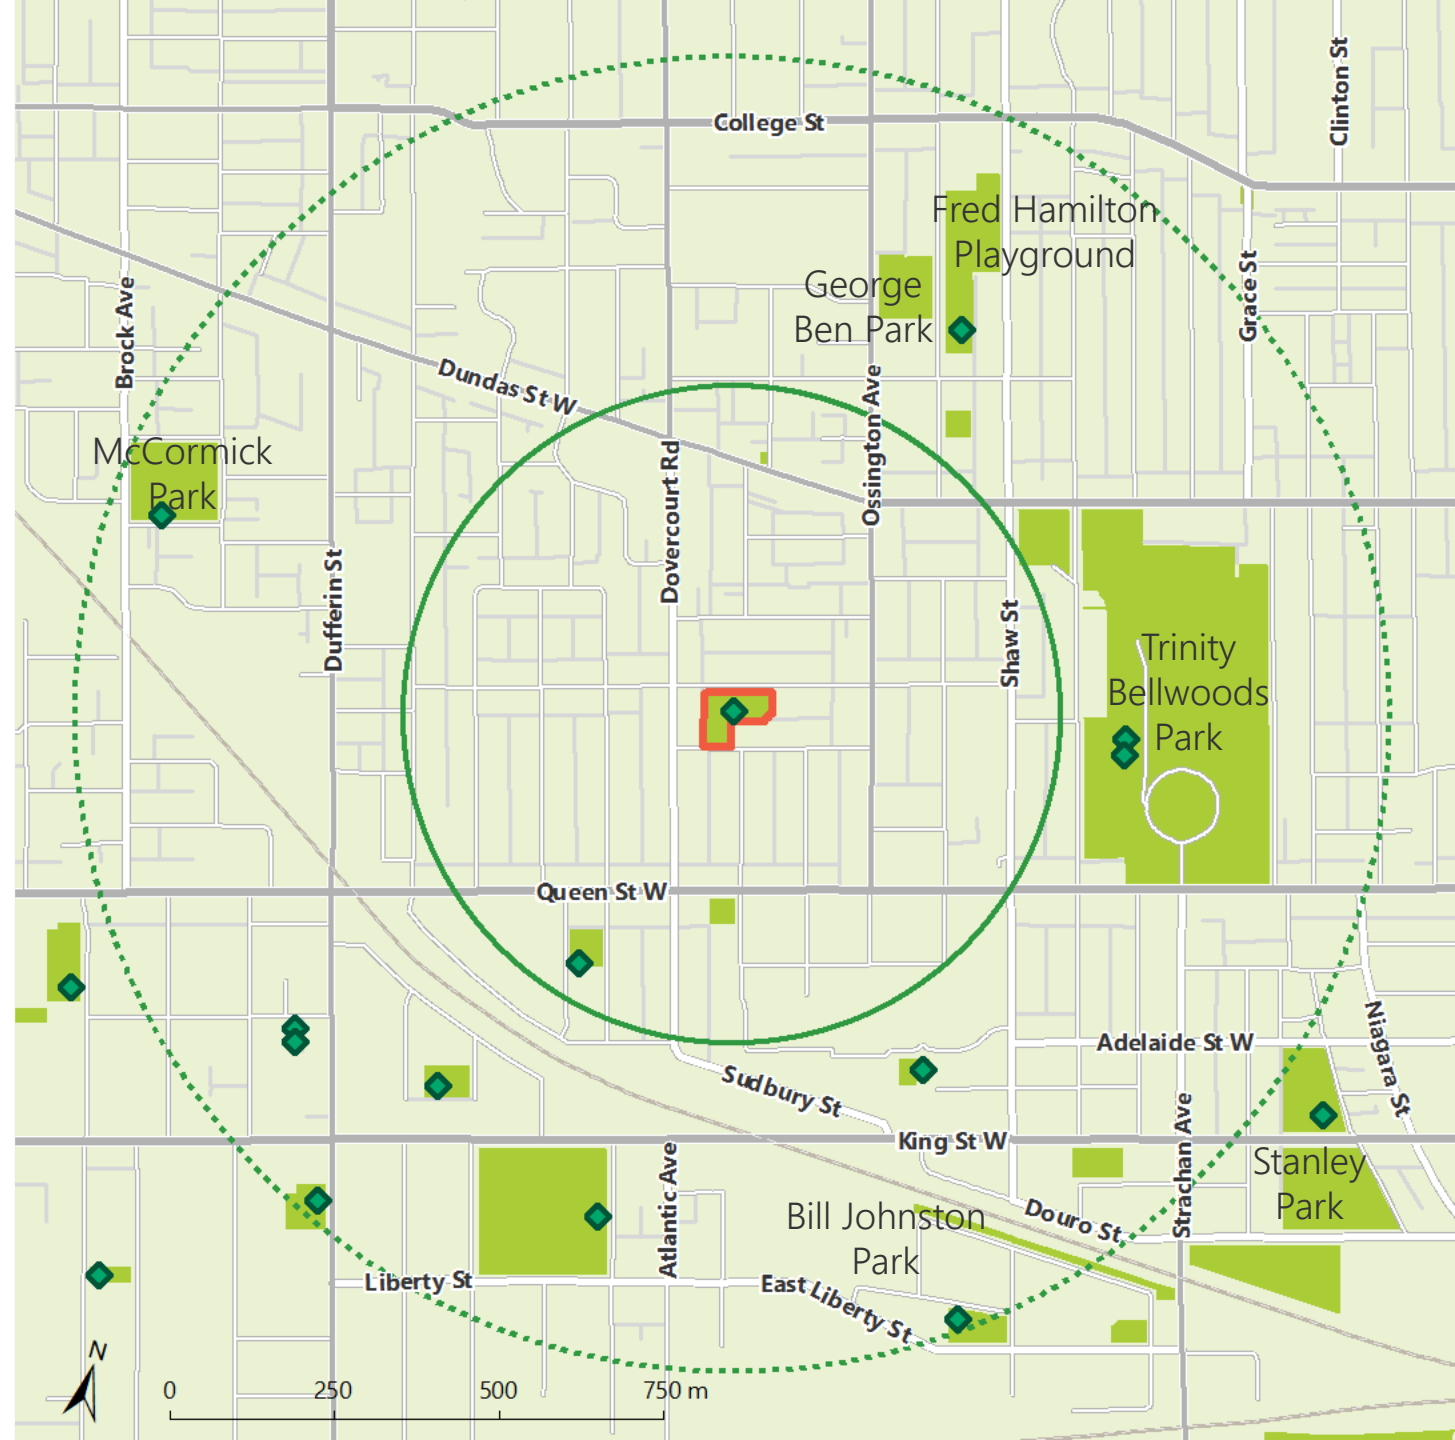 College St
Clinton St
Fred Hamilton
Playground
George
Ben Park
Grace St
Brock Ave
Dundas St W
Ossington Ave
McCormick
Park
Dovercourt Rd
Dufferin St
Shaw St
Trinity
Bellwoods
Park
Queen St W
Niagara St
Adelaide St W
Sudbury St
King St W
Strachan Ave
Stanley
Park
Atlantic Ave
Bill Johnston
Park
Douro St
Liberty St
East Liberty St
N
0 250 500 750 m